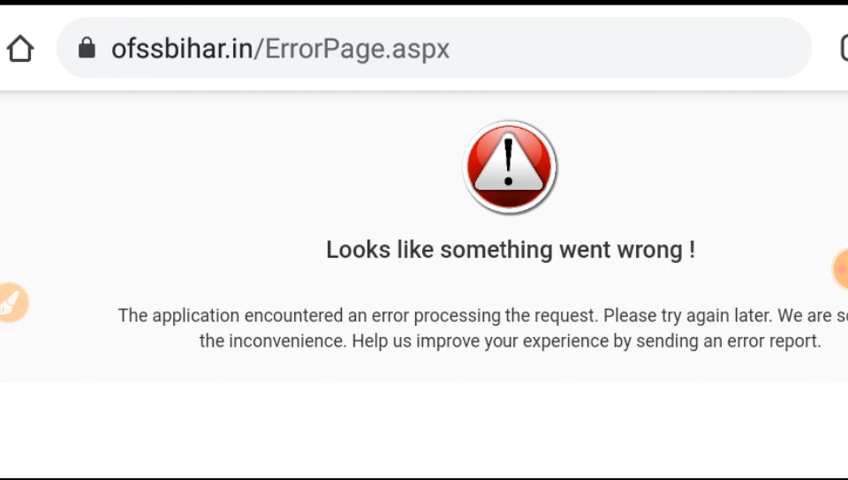 ofssbihar.in/ErrorPage.aspx
Looks like something went wrong !
The application encountered an error processing the request. Please try again later. We are
the inconvenience. Help us improve your experience by sending an error report.